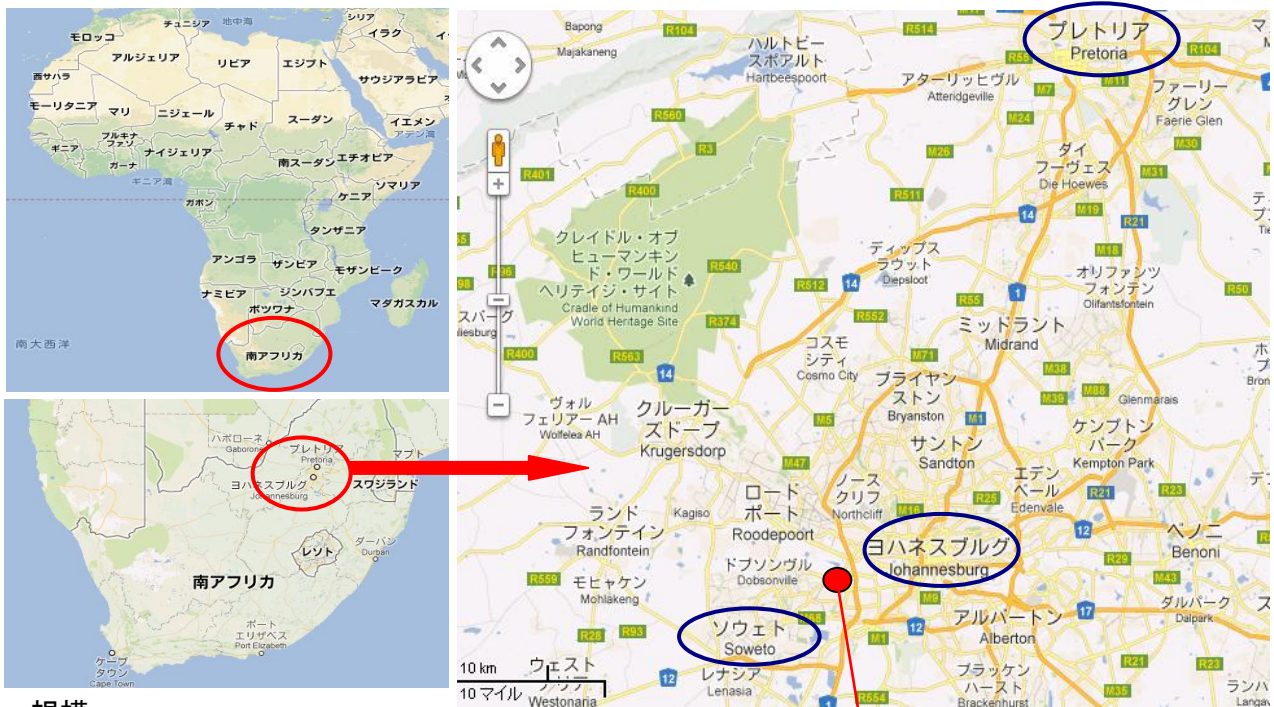 チュニジア
地中海
シリア
モロッコ
イラク
アルジェリア
リビア
エジプト
西サハラ
サウジアラビア
モーリタニア
マリ
ニジェール
チャド
スーダン
イエメン
アデン湾
ギニア
ブルキナ
ファソ
ナイジェリア
ガーナ
南スーダン
エチオピア
ギニア湾
ガボン
ケニア
ソマリア
タンザニア
アンゴラ
ザンビア
モザンビーク
ナミビア
ジンバブエ
ボツワナ
マダガスカル
南大西洋
南アフリカ
ハボローネ
Gaborone
プレトリア
Pretoria
マプト
ヨハネスブルグ
Johannesburg
スワジランド
レソト
ダーバン
Durban
南アフリカ
ポート
エリザベス
Port Elizabeth
ケープ
タウン
Cape Town
規模
Bapong
R104
R514
プレトリア
Pretoria
Majakaneng
ハルトビー
スポアルト
Hartbeespoort
R55
R104
アターリッヒヴル
Atteridgeville
M7
M11
ファーリー
グレン
Faerie Glen
R560
M24
M30
R3
M26
ダイ
フーヴェス
Die Hoewes
R401
R400
R511
14
M19
R21
クレイドル・オブ
ヒューマンキン
ド・ワールド
ヘリテイジ・サイト
Cradle of Humankind
World Heritage Site
R540
R374
R563
ディップス
ラウット
Diepsloot
M18
R512
14
1
オリファンツ
フォンテン
Olifantsfontein
R50
R55
R552
ミッドラント
Midrand
R400
コスモ
シティ
Cosmo City
14
M71
M38
M39
M88
Glenmarais
ヴォル
フェリアー AH
Wolfelea AH
クルーガー
ズドープ
Krugersdorp
ブライヤン
ストン
Bryanston
M5
M1
ケンプトン
パーク
Kempton Park
サントン
Sandton
M47
ノース
クリフ
Northcliff
エデン
ベール
Edenvale
R25
R21
R23
ロード
ポート
Roodepoort
M16
ランド
フォンテイン
Randfontein
Kagiso
12
ベノニ
Benoni
ヨハネスブルグ
Johannesburg
R29
R559
モヒャケン
Mohlakeng
ドブソンヴル
Dobsonville
M43
M9
ダルパーク
Dalpark
アルバートン
Alberton
17
ソウェト
Soweto
M68
R28
R93
M1
12
10 km
10 マイル
ウェスト
Westonaria
12
レナシア
Lenasia
R21
R23
ブラッケン
ハースト
Brackenhurst
M35
1
R554